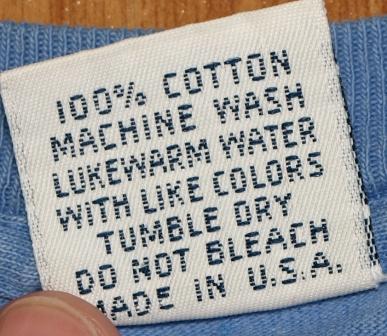 100% COTTON
MACHINE WASH
LUKEWARM WATER
WITH LIKE COLORS
TUMBLE DRY
DO NOT BLEACH
MADE IN U.S.A.